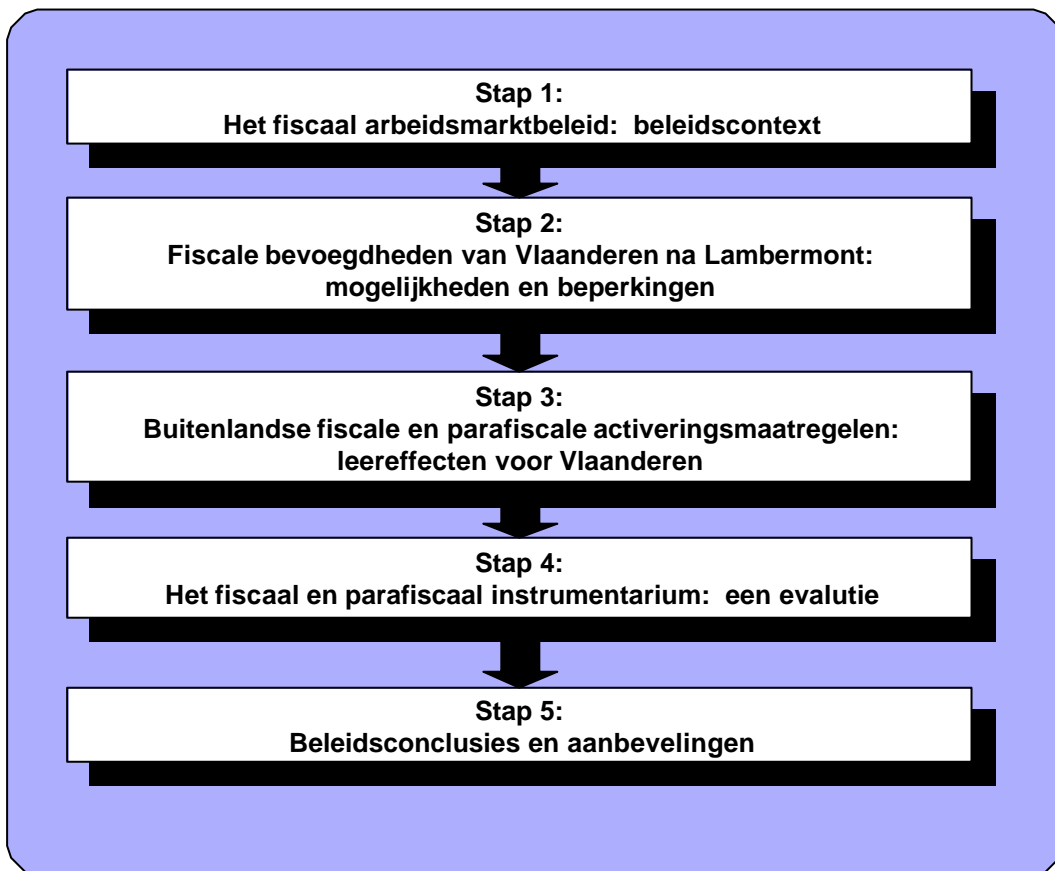 Stap 1:
Het fiscaal arbeidsmarktbeleid:  beleidscontext
Stap 2:
Fiscale bevoegdheden van Vlaanderen na Lambermont:
mogelijkheden en beperkingen
Stap 3:
Buitenlandse fiscale en parafiscale activeringsmaatregelen:
leereffecten voor Vlaanderen
Stap 4:
Het fiscaal en parafiscaal instrumentarium:  een evalutie
Stap 5:
Beleidsconclusies en aanbevelingen